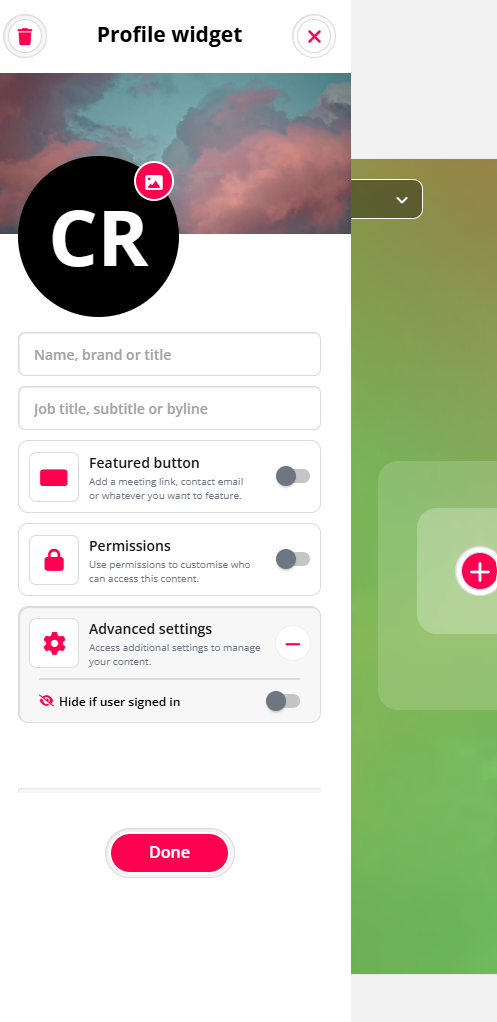 Profile widget
CR
Name, brand or title
Job title, subtitle or byline
Featured button
Add a meeting link, contact email
or whatever you want to feature.
Permissions
Use permissions to customise who
can access this content.
Advanced settings
Access additional settings to manage
your content.
Hide if user signed in
Done